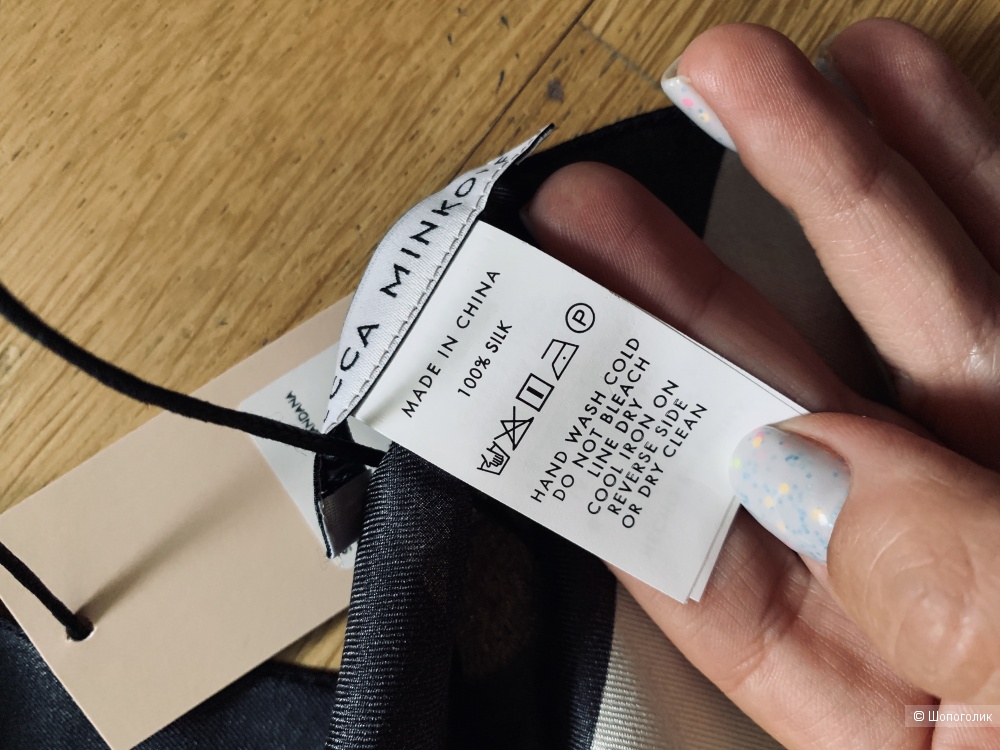 CCA MINKO
MADE IN CHINA
100% SILK
P
HAND WASH COLD
DO NOT BLEACH
LINE DRY
COOL IRON ON
REVERSE SIDE
OR DRY CLEAN
NDANA
© Шопоголик